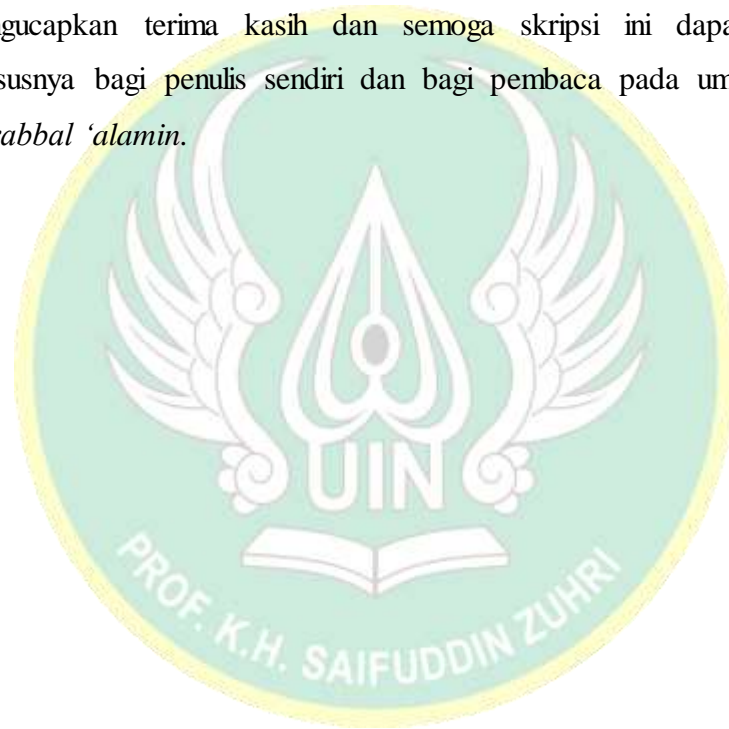 ngucapkan terima kasih dan semoga skripsi ini dapa
susnya bagi penulis sendiri dan bagi pembaca pada um
rabbal ‘alamin.
UIN
PROF. K.H. SAIFUDDIN ZUHRI